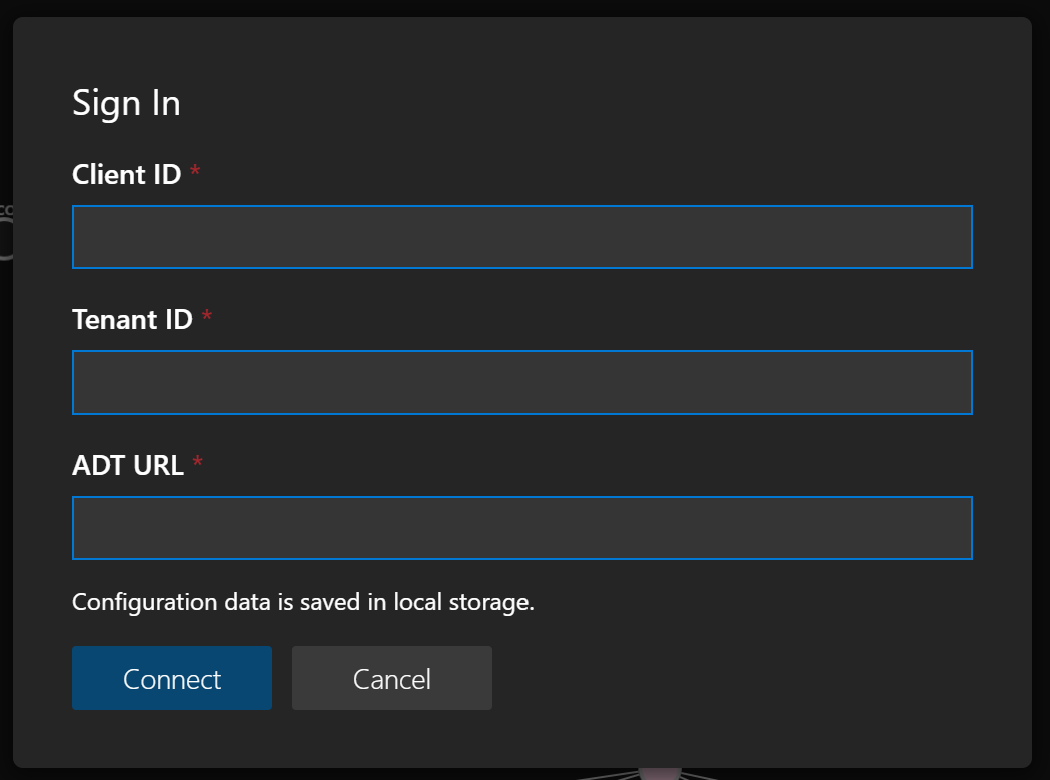 Sign In
Client ID *
Tenant ID *
ADT URL *
Configuration data is saved in local storage.
Connect
Cancel